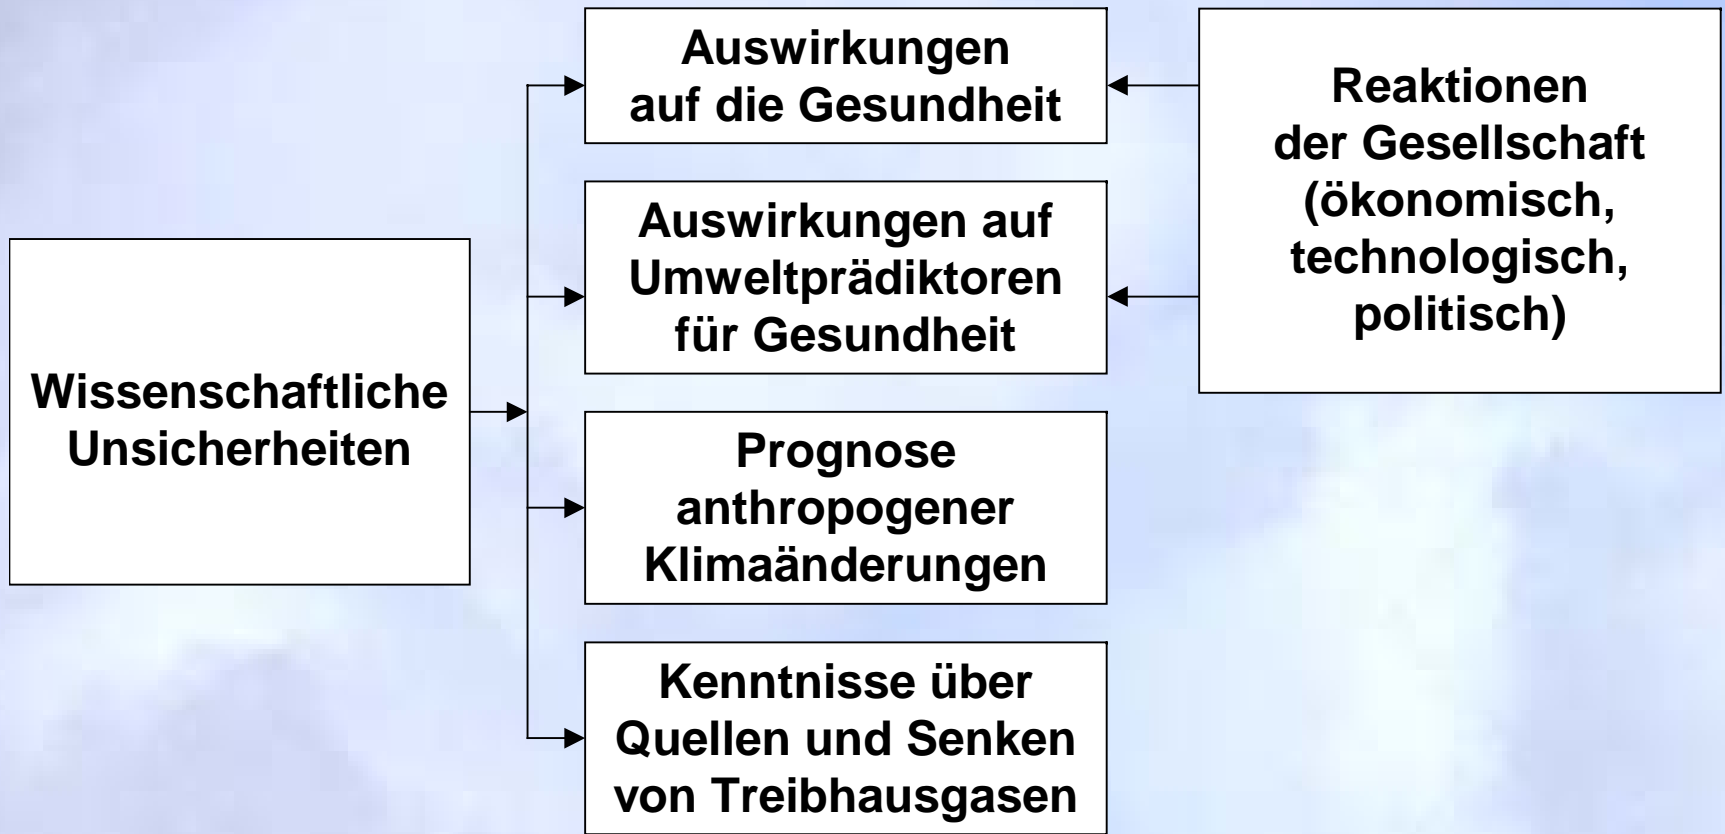 Wissenschaftliche
Unsicherheiten
Auswirkungen
auf die Gesundheit
Auswirkungen auf
Umweltprädiktoren
für Gesundheit
Prognose
anthropogener
Klimaänderungen
Kenntnisse über
Quellen und Senken
von Treibhausgasen
Reaktionen
der Gesellschaft
(ökonomisch,
technologisch,
politisch)